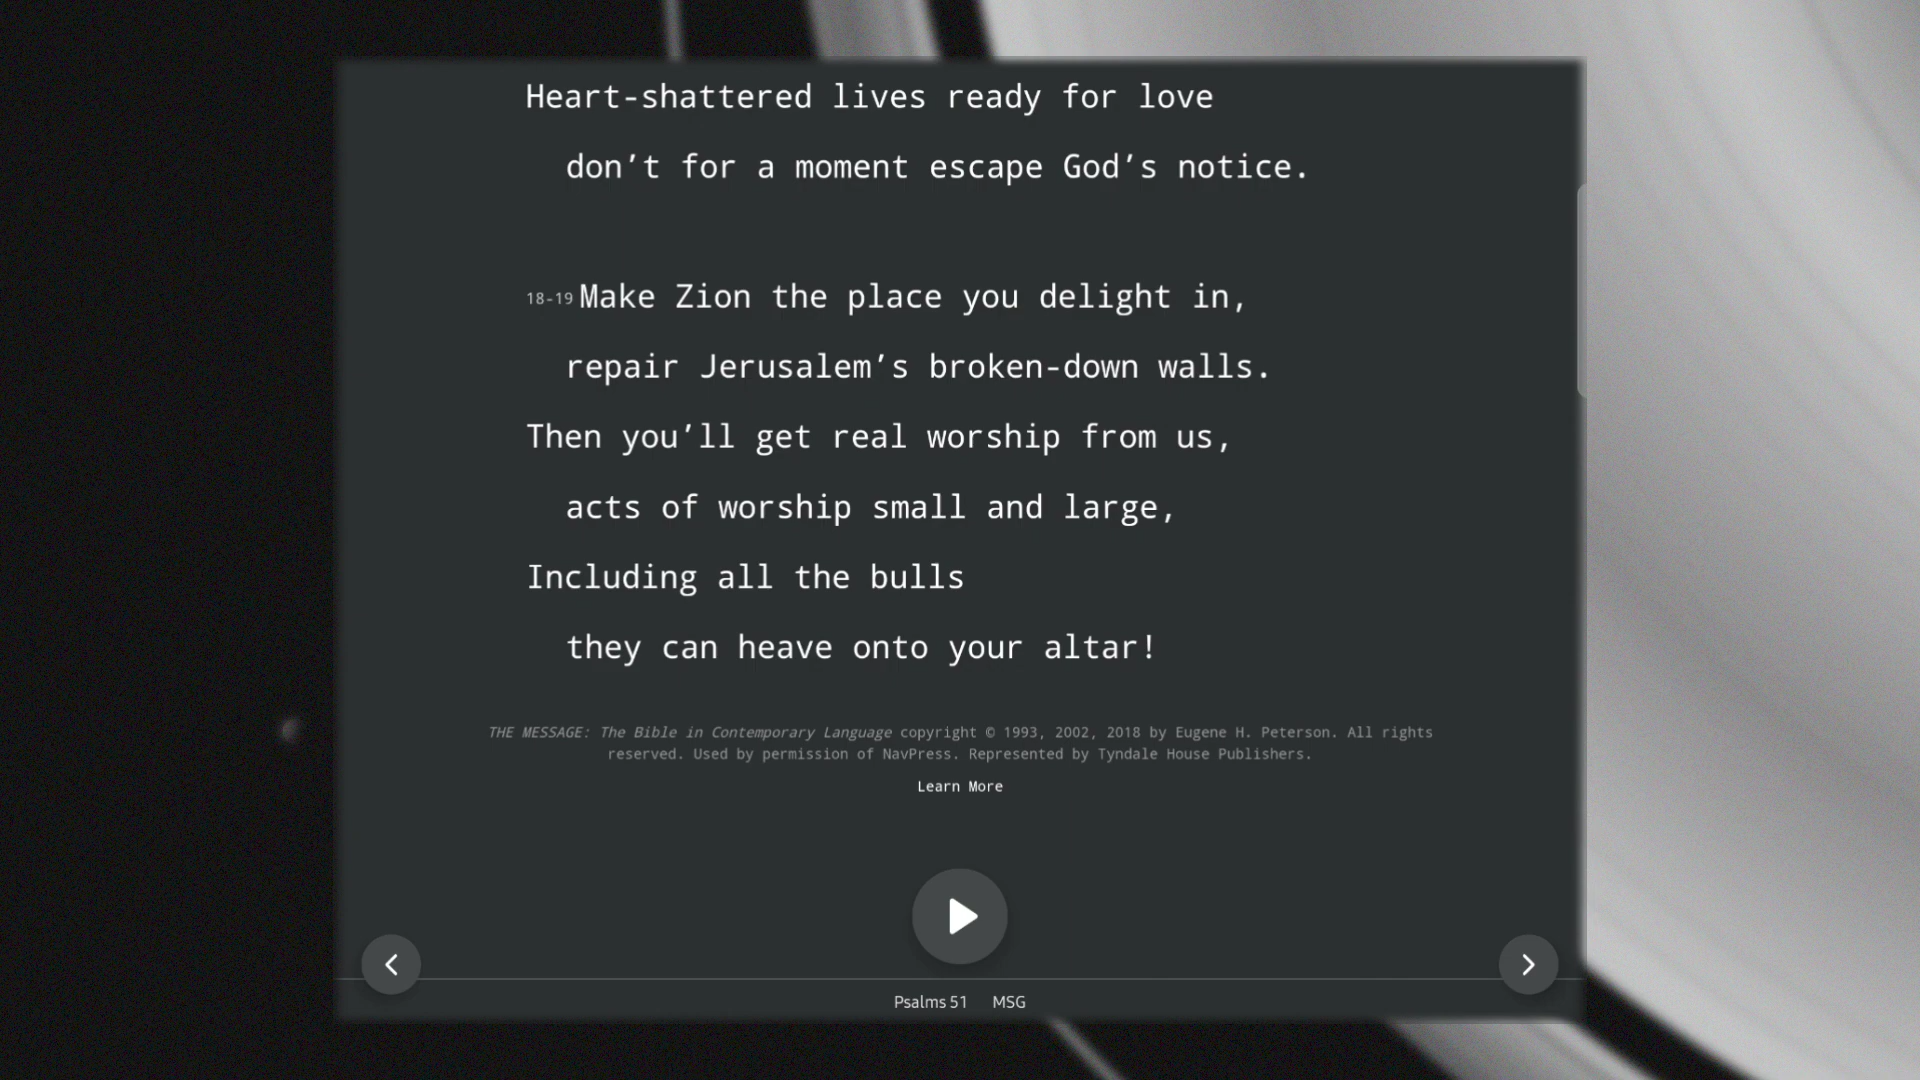 Heart-shattered lives ready for love
don’t for a moment escape God’s notice.
18-19 Make Zion the place you delight in,
repair Jerusalem’s broken-down walls.
Then you’ll get real worship from us,
acts of worship small and large,
Including all the bulls
they can heave onto your altar!
THE MESSAGE: The Bible in Contemporary Language copyright © 1993, 2002, 2018 by Eugene H. Peterson. All rights
reserved. Used by permission of NavPress. Represented by Tyndale House Publishers.
Learn More
Psalms 51 MSG